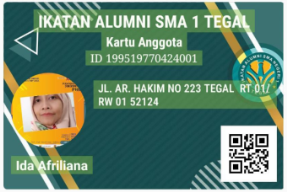 IKATAN ALUMNI SMA 1 TEGAL
Kartu Anggota
ID 199519770424001
JL. AR. HAKIM NO 223 TEGAL RT 01/
RW 01 52124
Ida Afriliana